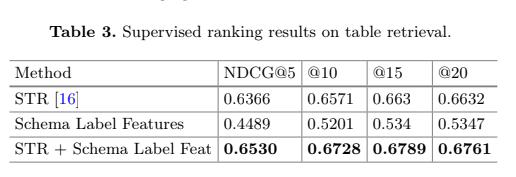 Table 3. Supervised ranking results on table retrieval.
Method NDCG@5 @10 @15 @20
STR [16] 0.6366 0.6571 0.663 0.6632
Schema Label Features 0.4489 0.5201 0.534 0.5347
STR + Schema Label Feat 0.6530 0.6728 0.6789 0.6761